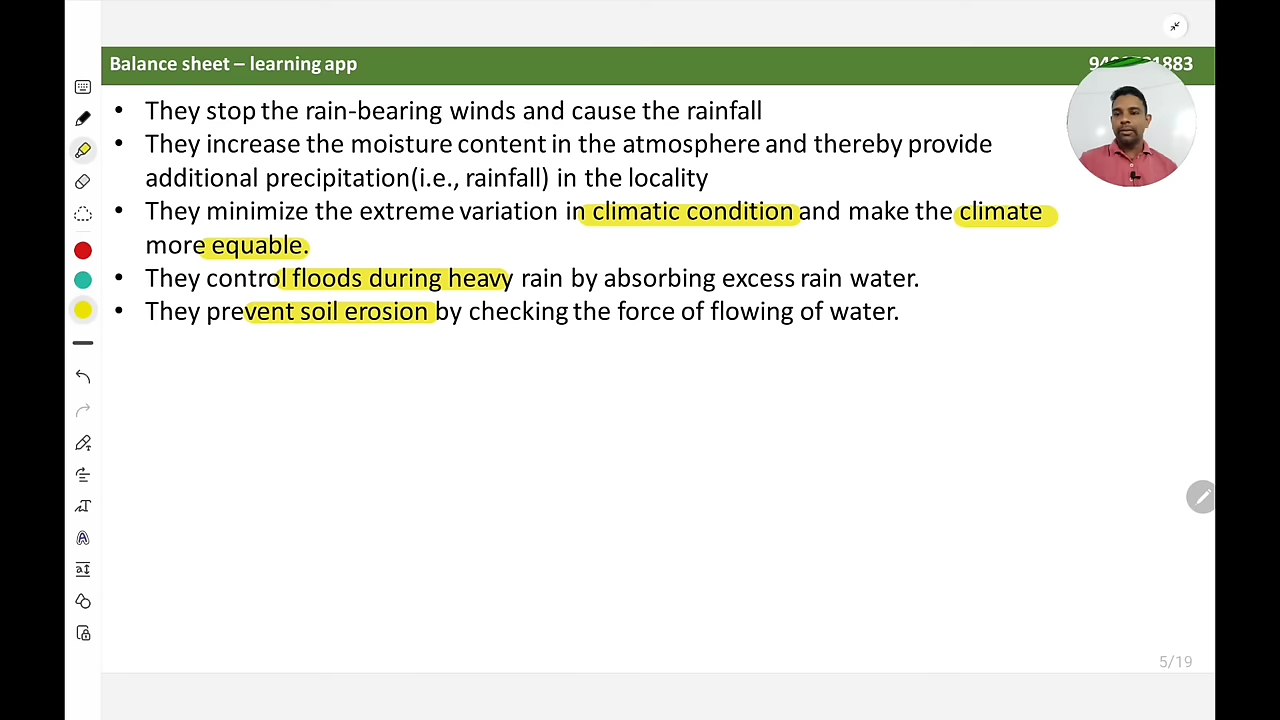 Balance sheet – learning app
• They stop the rain-bearing winds and cause the rainfall
• They increase the moisture content in the atmosphere and thereby provide
additional precipitation(i.e., rainfall) in the locality
• They minimize the extreme variation in climatic condition and make the climate
more equable.
• They control floods during heavy rain by absorbing excess rain water.
• They prevent soil erosion by checking the force of flowing of water.
5/19